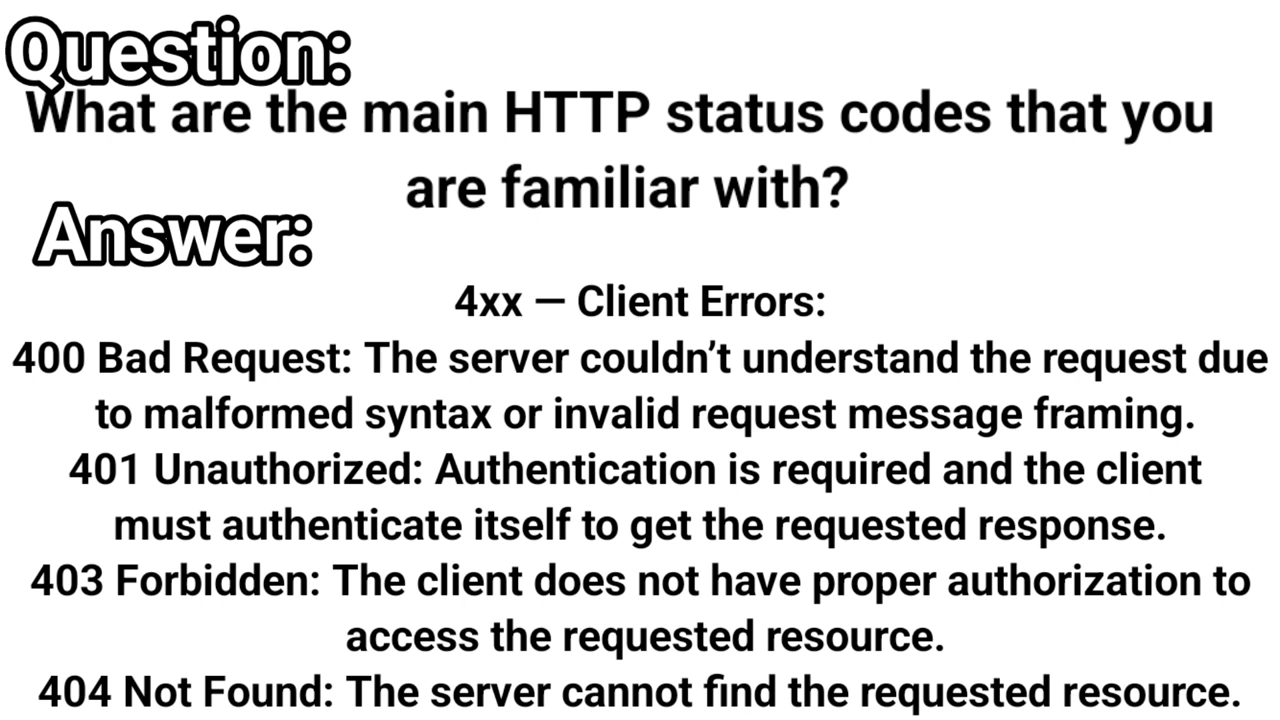 Question:
What are the main HTTP status codes that you
are familiar with?
Answer:
4xx – Client Errors:
400 Bad Request: The server couldn’t understand the request due
to malformed syntax or invalid request message framing.
401 Unauthorized: Authentication is required and the client
must authenticate itself to get the requested response.
403 Forbidden: The client does not have proper authorization to
access the requested resource.
404 Not Found: The server cannot find the requested resource.